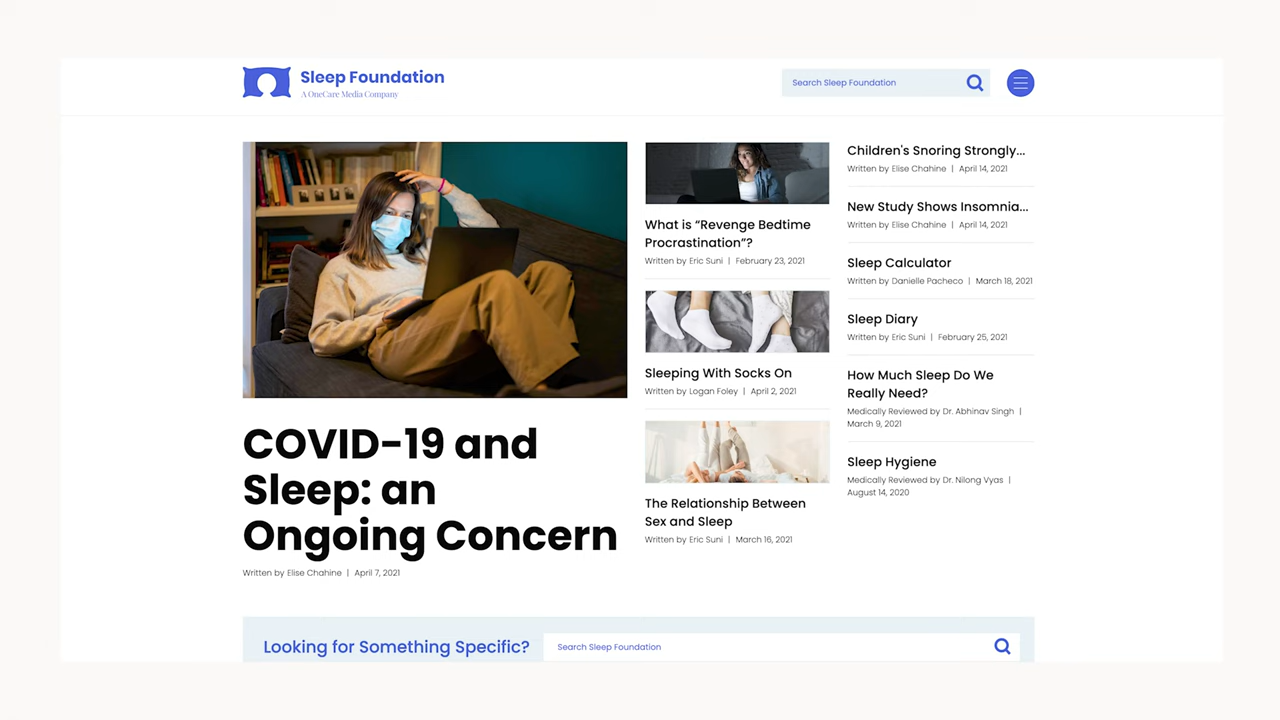 Sleep Foundation
A OneCare Media Company
Search Sleep Foundation
COVID-19 and
Sleep: an
Ongoing Concern
Written by Elise Chahine | April 7, 2021
What is “Revenge Bedtime
Procrastination”?
Written by Eric Suni | February 23, 2021
Sleeping With Socks On
Written by Logan Foley | April 2, 2021
The Relationship Between
Sex and Sleep
Written by Eric Suni | March 16, 2021
Children's Snoring Strongly...
Written by Elise Chahine | April 14, 2021
New Study Shows Insomnia...
Written by Elise Chahine | April 14, 2021
Sleep Calculator
Written by Danielle Pacheco | March 18, 2021
Sleep Diary
Written by Eric Suni | February 25, 2021
How Much Sleep Do We
Really Need?
Medically Reviewed by Dr. Abhinav Singh |
March 9, 2021
Sleep Hygiene
Medically Reviewed by Dr. Nilong Vyas |
August 14, 2020
Looking for Something Specific?
Search Sleep Foundation